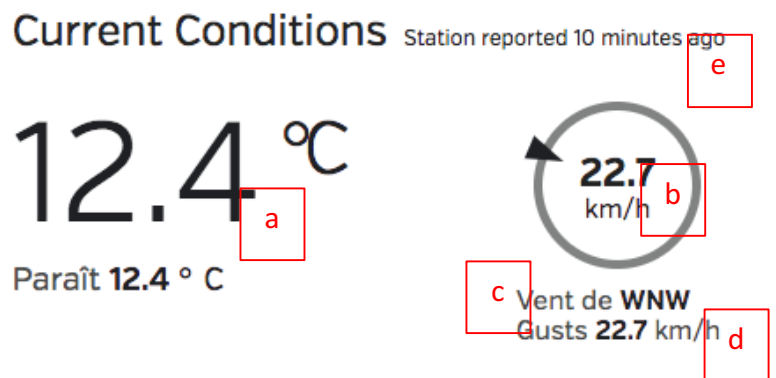 Current Conditions Station reported 10 minutes ago
e
12.4 °C
22.7
b
km/h
a
Paraît 12.4 ° C
c
Vent de WNW
Gusts 22.7 km/h
d